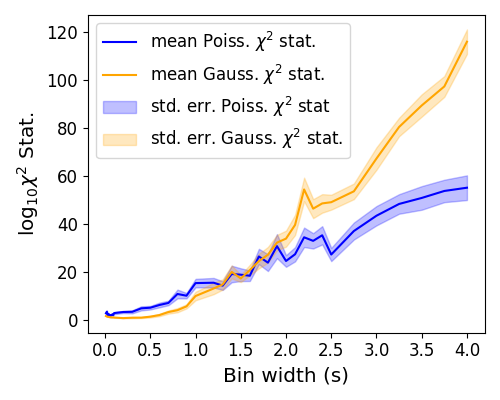 mean Poiss. χ² stat.
mean Gauss. χ² stat.
std. err. Poiss. χ² stat
std. err. Gauss. χ² stat.
120
100
80
60
40
20
0
log₁₀χ² Stat.
0.0 0.5 1.0 1.5 2.0 2.5 3.0 3.5 4.0
Bin width (s)